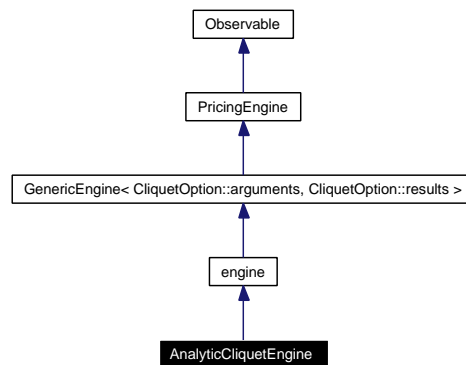 Observable
PricingEngine
GenericEngine< CliquetOption::arguments, CliquetOption::results >
engine
AnalyticCliquetEngine